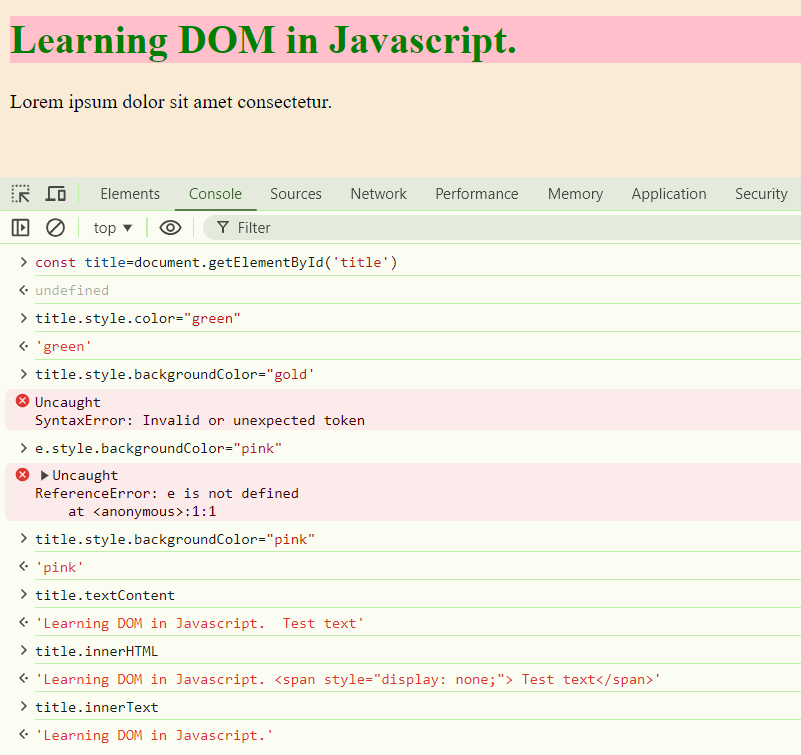 Learning DOM in Javascript.
Lorem ipsum dolor sit amet consectetur.
Elements Console Sources Network Performance Memory Application Security
top Filter
const title=document.getElementById('title')
undefined
title.style.color="green"
'green'
title.style.backgroundColor="gold'
Uncaught
SyntaxError: Invalid or unexpected token
e.style.backgroundColor="pink"
Uncaught
ReferenceError: e is not defined
    at <anonymous>:1:1
title.style.backgroundColor="pink"
'pink'
title.textContent
'Learning DOM in Javascript.  Test text'
title.innerHTML
'Learning DOM in Javascript. <span style="display: none;"> Test text</span>'
title.innerText
'Learning DOM in Javascript.'